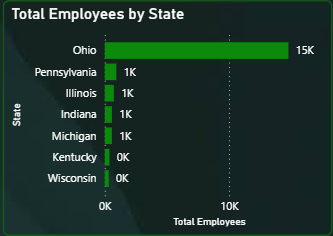 Total Employees by State
Ohio 15K
Pennsylvania 1K
Illinois 1K
Indiana 1K
Michigan 1K
Kentucky 0K
Wisconsin 0K
State
0K 10K
Total Employees